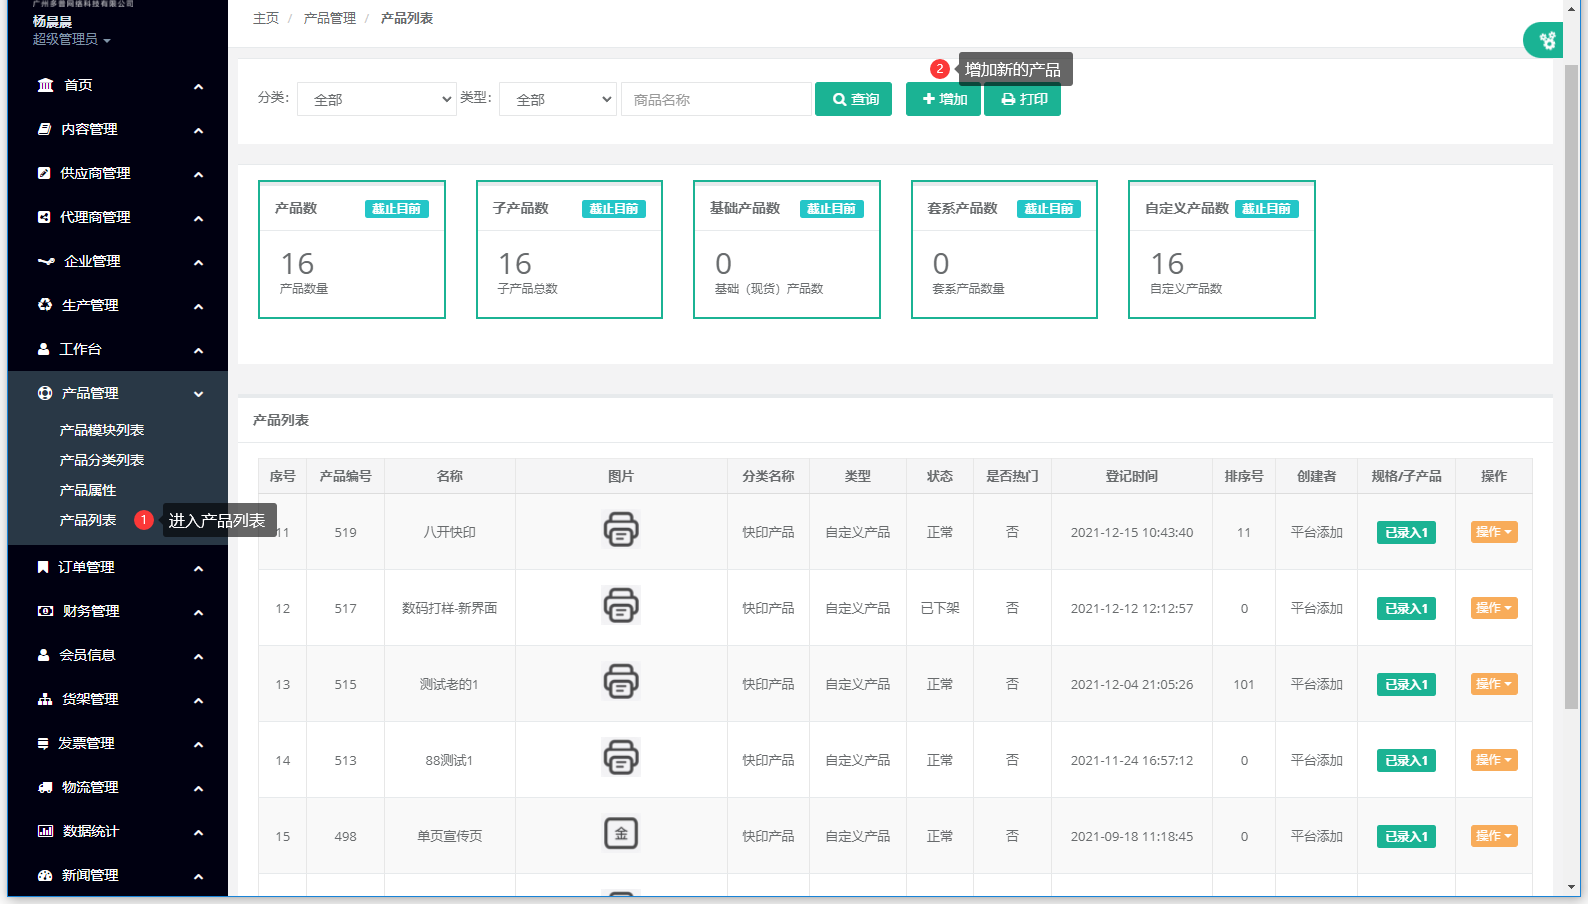 广州多普网络科技有限公司
杨晨晨
超级管理员
首页
内容管理
供应商管理
代理商管理
企业管理
生产管理
工作台
产品管理
产品模块列表
产品分类列表
产品属性
产品列表
1 进入产品列表
订单管理
财务管理
会员信息
货架管理
发票管理
物流管理
数据统计
新闻管理
主页 / 产品管理 / 产品列表
2 增加新的产品
分类: 全部 类型: 全部 商品名称 查询 增加 打印
产品数 截止目前
16
产品数量
子产品数 截止目前
16
子产品总数
基础产品数 截止目前
0
基础（现货）产品数
套系产品数 截止目前
0
套系产品数量
自定义产品数 截止目前
16
自定义产品数
产品列表
序号 产品编号 名称 图片 分类名称 类型 状态 是否热门 登记时间 排序号 创建者 规格/子产品 操作
11 519 八开快印 快印产品 自定义产品 正常 否 2021-12-15 10:43:40 11 平台添加 已录入1 操作
12 517 数码打样-新界面 快印产品 自定义产品 已下架 否 2021-12-12 12:12:57 0 平台添加 已录入1 操作
13 515 测试老的1 快印产品 自定义产品 正常 否 2021-12-04 21:05:26 101 平台添加 已录入1 操作
14 513 88测试1 快印产品 自定义产品 正常 否 2021-11-24 16:57:12 0 平台添加 已录入1 操作
15 498 单页宣传页 金 快印产品 自定义产品 正常 否 2021-09-18 11:18:45 0 平台添加 已录入1 操作